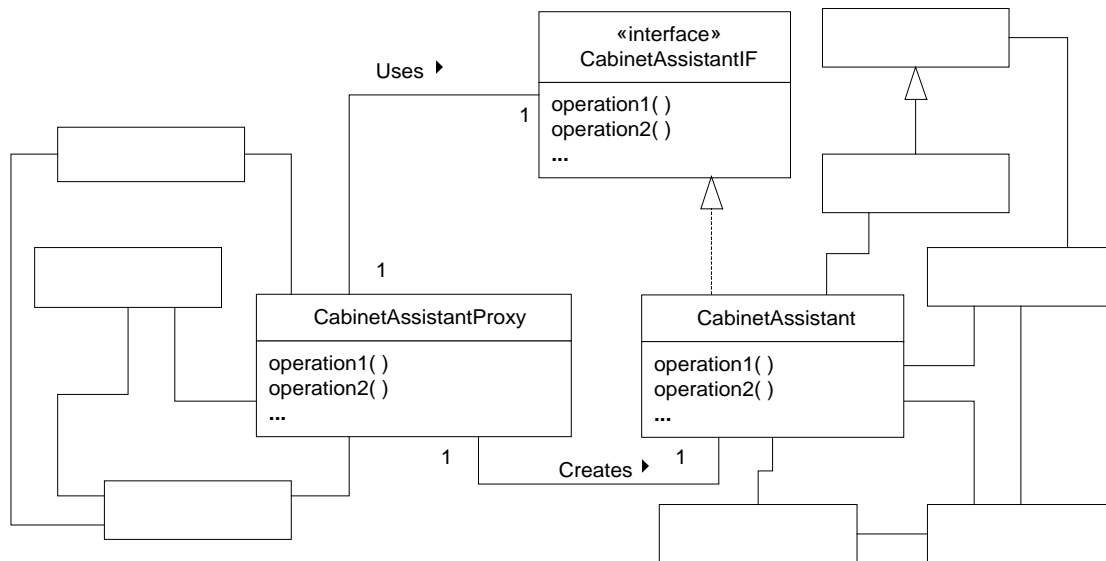 «interface»
CabinetAssistantIF
operation1( )
operation2( )
...
Uses
1
1
CabinetAssistantProxy
operation1( )
operation2( )
...
CabinetAssistant
operation1( )
operation2( )
...
1
Creates
1